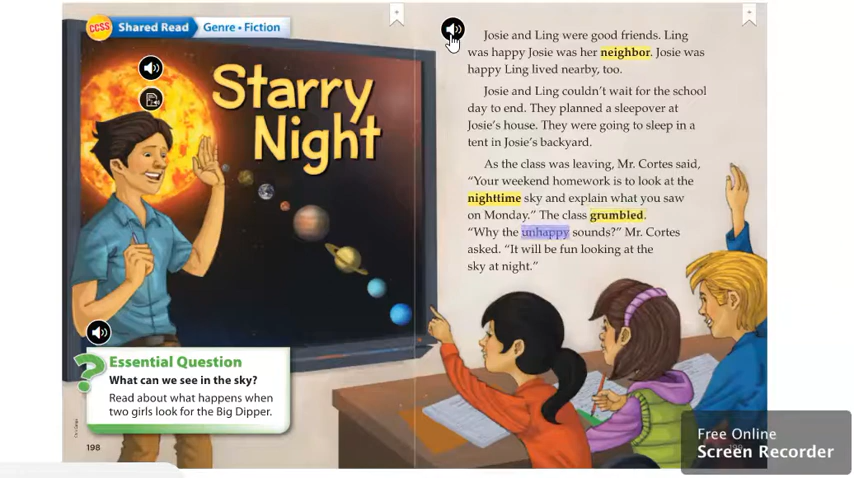 CCSS Shared Read Genre • Fiction
Starry
Night
Essential Question
What can we see in the sky?
Read about what happens when
two girls look for the Big Dipper.
198
Josie and Ling were good friends. Ling
was happy Josie was her neighbor. Josie was
happy Ling lived nearby, too.
Josie and Ling couldn't wait for the school
day to end. They planned a sleepover at
Josie's house. They were going to sleep in a
tent in Josie's backyard.
As the class was leaving, Mr. Cortes said,
"Your weekend homework is to look at the
nighttime sky and explain what you saw
on Monday." The class grumbled.
"Why the unhappy sounds?" Mr. Cortes
asked. "It will be fun looking at the
sky at night."
Free Online
Screen Recorder